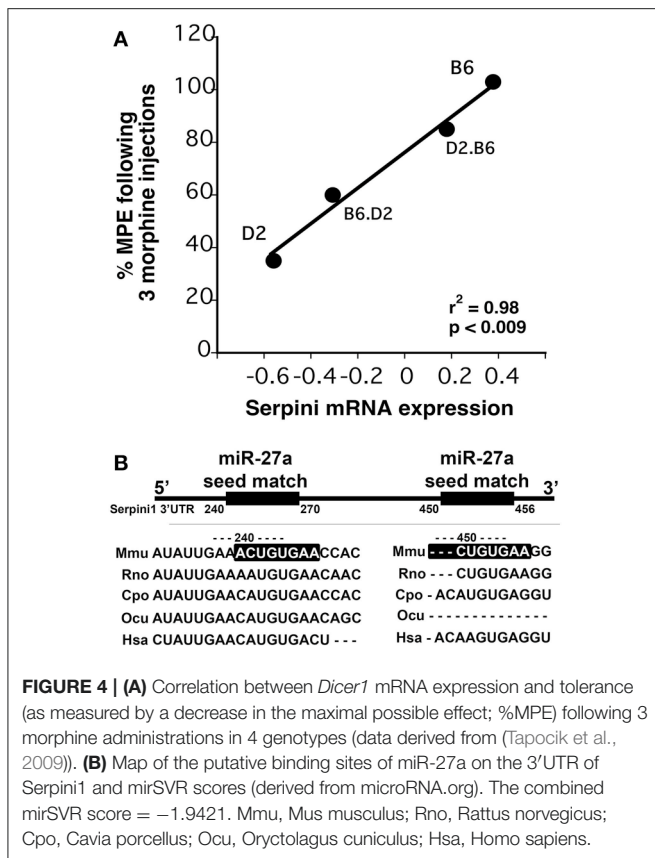 A
120
100
80
60
40
20
0
% MPE following
3 morphine injections
B6
D2.B6
B6.D2
D2
r² = 0.98
p < 0.009
-0.6 -0.4 -0.2 0 0.2 0.4
Serpini mRNA expression
B
miR-27a miR-27a
seed match seed match
5' 3'
Serpini1 3'UTR 240 270 450 456
- - - 240 - - - - - - - 450 - - - -
Mmu AUAUUGAAACUGUGAACCAC Mmu - - - CUGUGAAGG
Rno AUAUUGAAAAUGUGAACAAC Rno - - - CUGUGAAGG
Cpo AUAUUGAACAUGUGAACCAC Cpo - ACAUGUGAGGU
Ocu AUAUUGAACAUGUGAACAGC Ocu - - - - - - - - - - - - - -
Hsa CUAUUGAACAUGUGACU - - - Hsa - ACAAGUGAGGU
FIGURE 4 | (A) Correlation between Dicer1 mRNA expression and tolerance
(as measured by a decrease in the maximal possible effect; %MPE) following 3
morphine administrations in 4 genotypes (data derived from (Tapocik et al.,
2009)). (B) Map of the putative binding sites of miR-27a on the 3′UTR of
Serpini1 and mirSVR scores (derived from microRNA.org). The combined
mirSVR score = −1.9421. Mmu, Mus musculus; Rno, Rattus norvegicus;
Cpo, Cavia porcellus; Ocu, Oryctolagus cuniculus; Hsa, Homo sapiens.